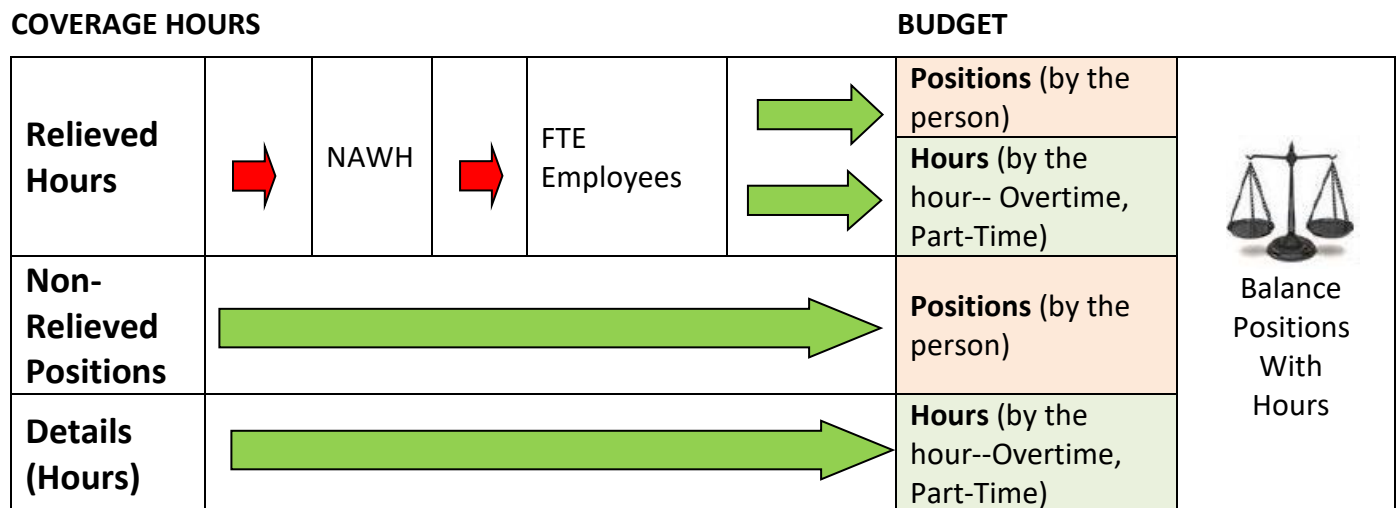 COVERAGE HOURS
BUDGET
Relieved
Hours
NAWH
FTE
Employees
Positions (by the
person)
Hours (by the
hour-- Overtime,
Part-Time)
Non-
Relieved
Positions
Positions (by the
person)
Details
(Hours)
Hours (by the
hour--Overtime,
Part-Time)
Balance
Positions
With
Hours